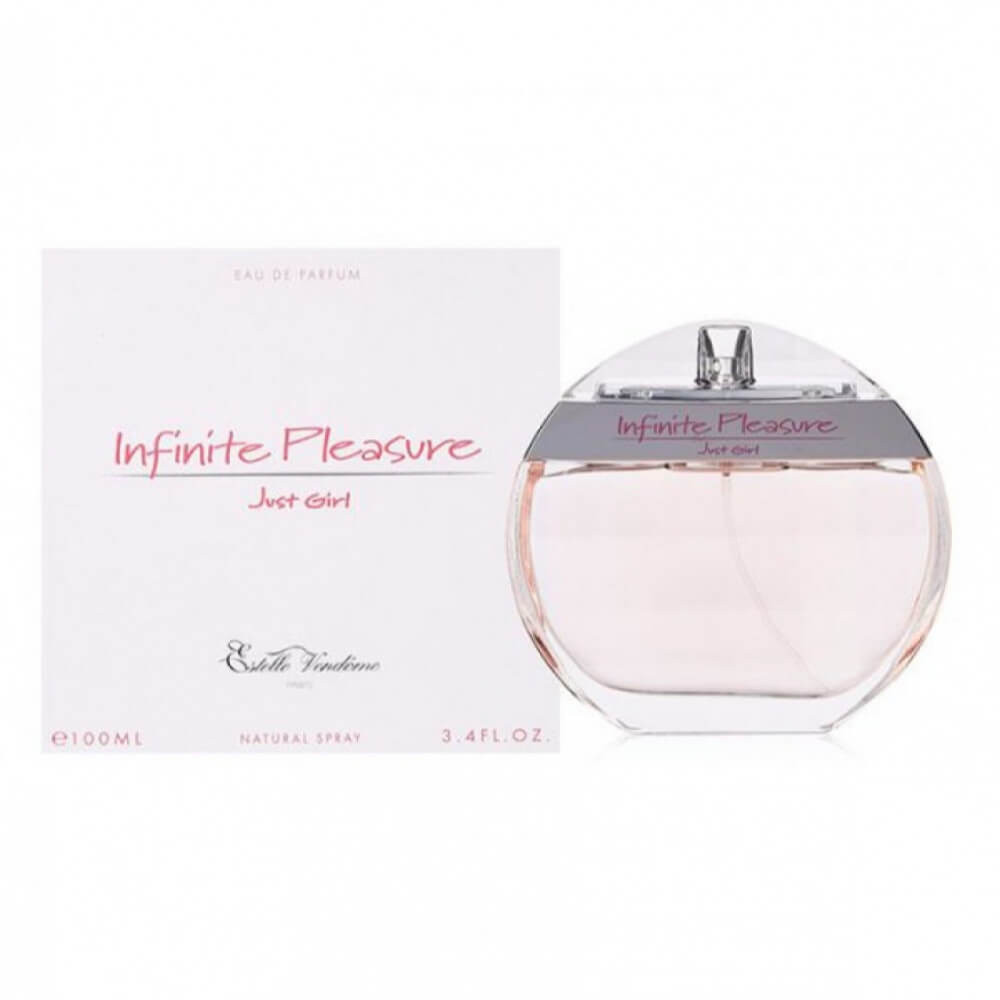 EAU DE PARFUM
Infinite Pleasure
Just Girl
Estelle Vendôme
PARIS
e100ML
NATURAL SPRAY
3.4FL.OZ.
Infinite Pleasure
Just Girl